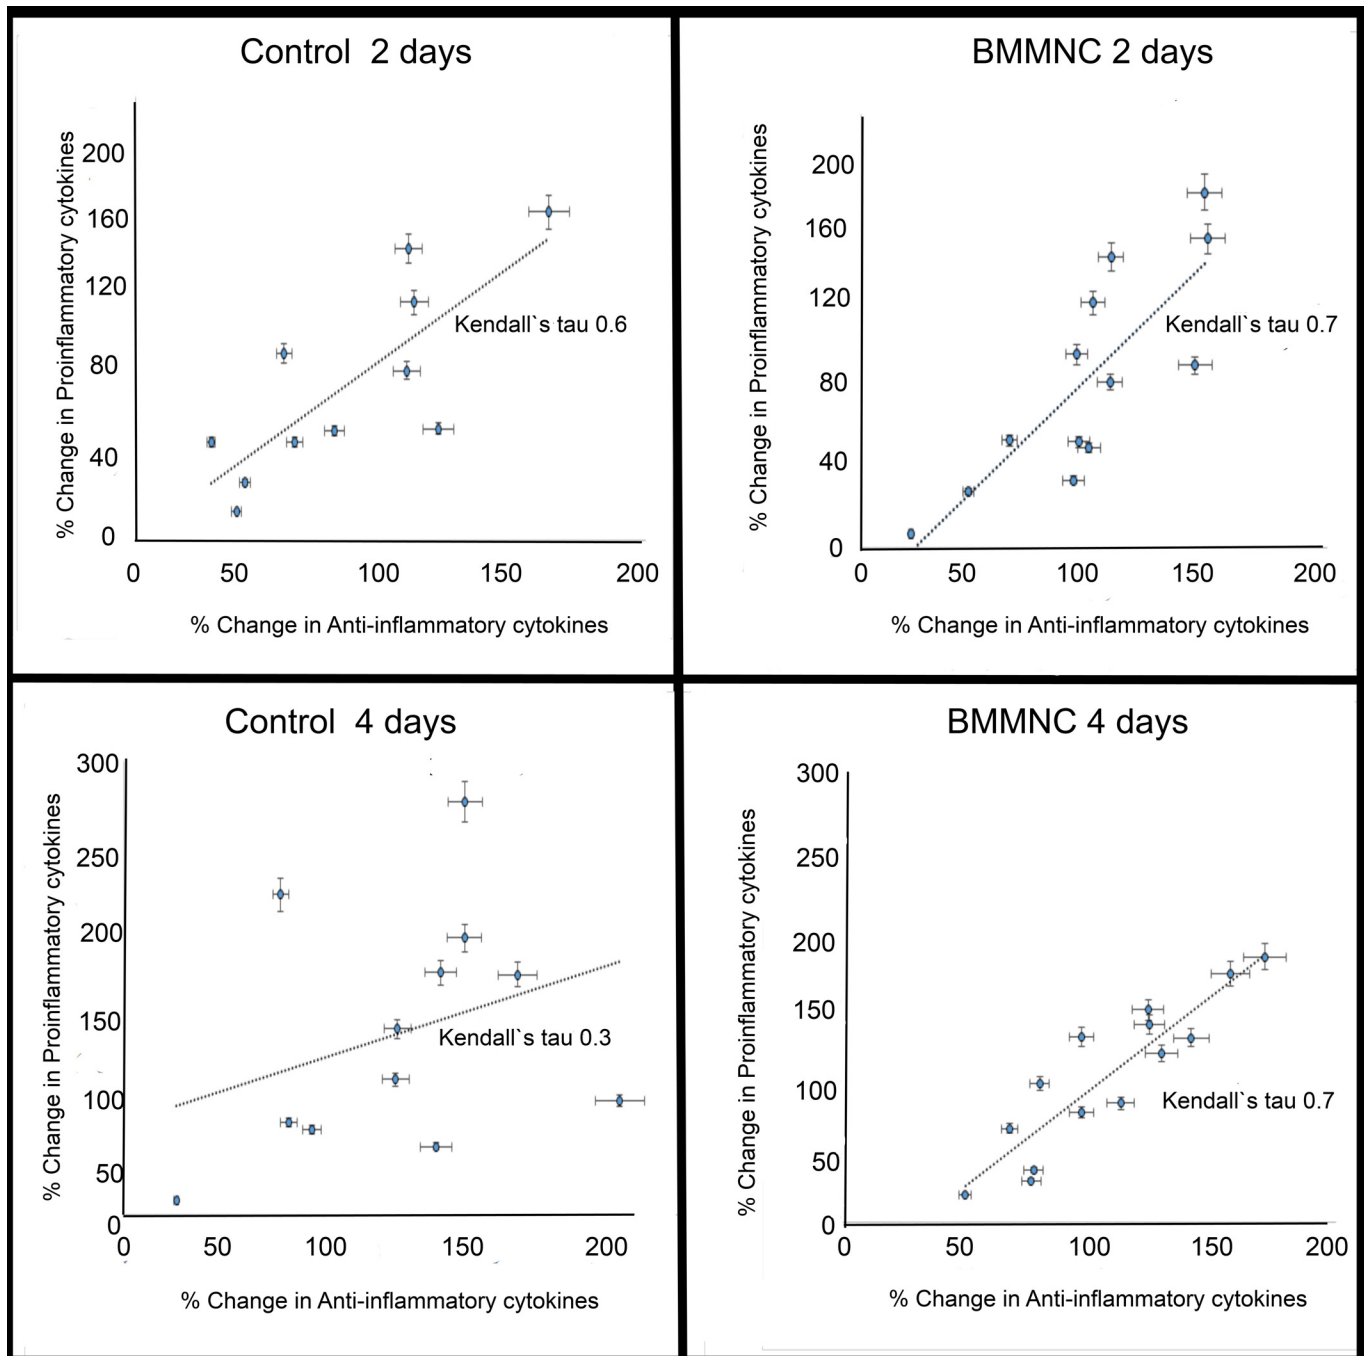 Control  2 days
% Change in Proinflammatory cytokines
200
160
120
80
40
0
Kendall`s tau 0.6
0 50 100 150 200
% Change in Anti-inflammatory cytokines
BMMNC 2 days
% Change in Proinflammatory cytokines
200
160
120
80
40
0
Kendall`s tau 0.7
0 50 100 150 200
% Change in Anti-inflammatory cytokines
Control  4 days
% Change in Proinflammatory cytokines
300
250
200
150
100
50
0
Kendall`s tau 0.3
0 50 100 150 200
% Change in Anti-inflammatory cytokines
BMMNC 4 days
% Change in Proinflammatory cytokines
300
250
200
150
100
50
0
Kendall`s tau 0.7
0 50 100 150 200
% Change in Anti-inflammatory cytokines